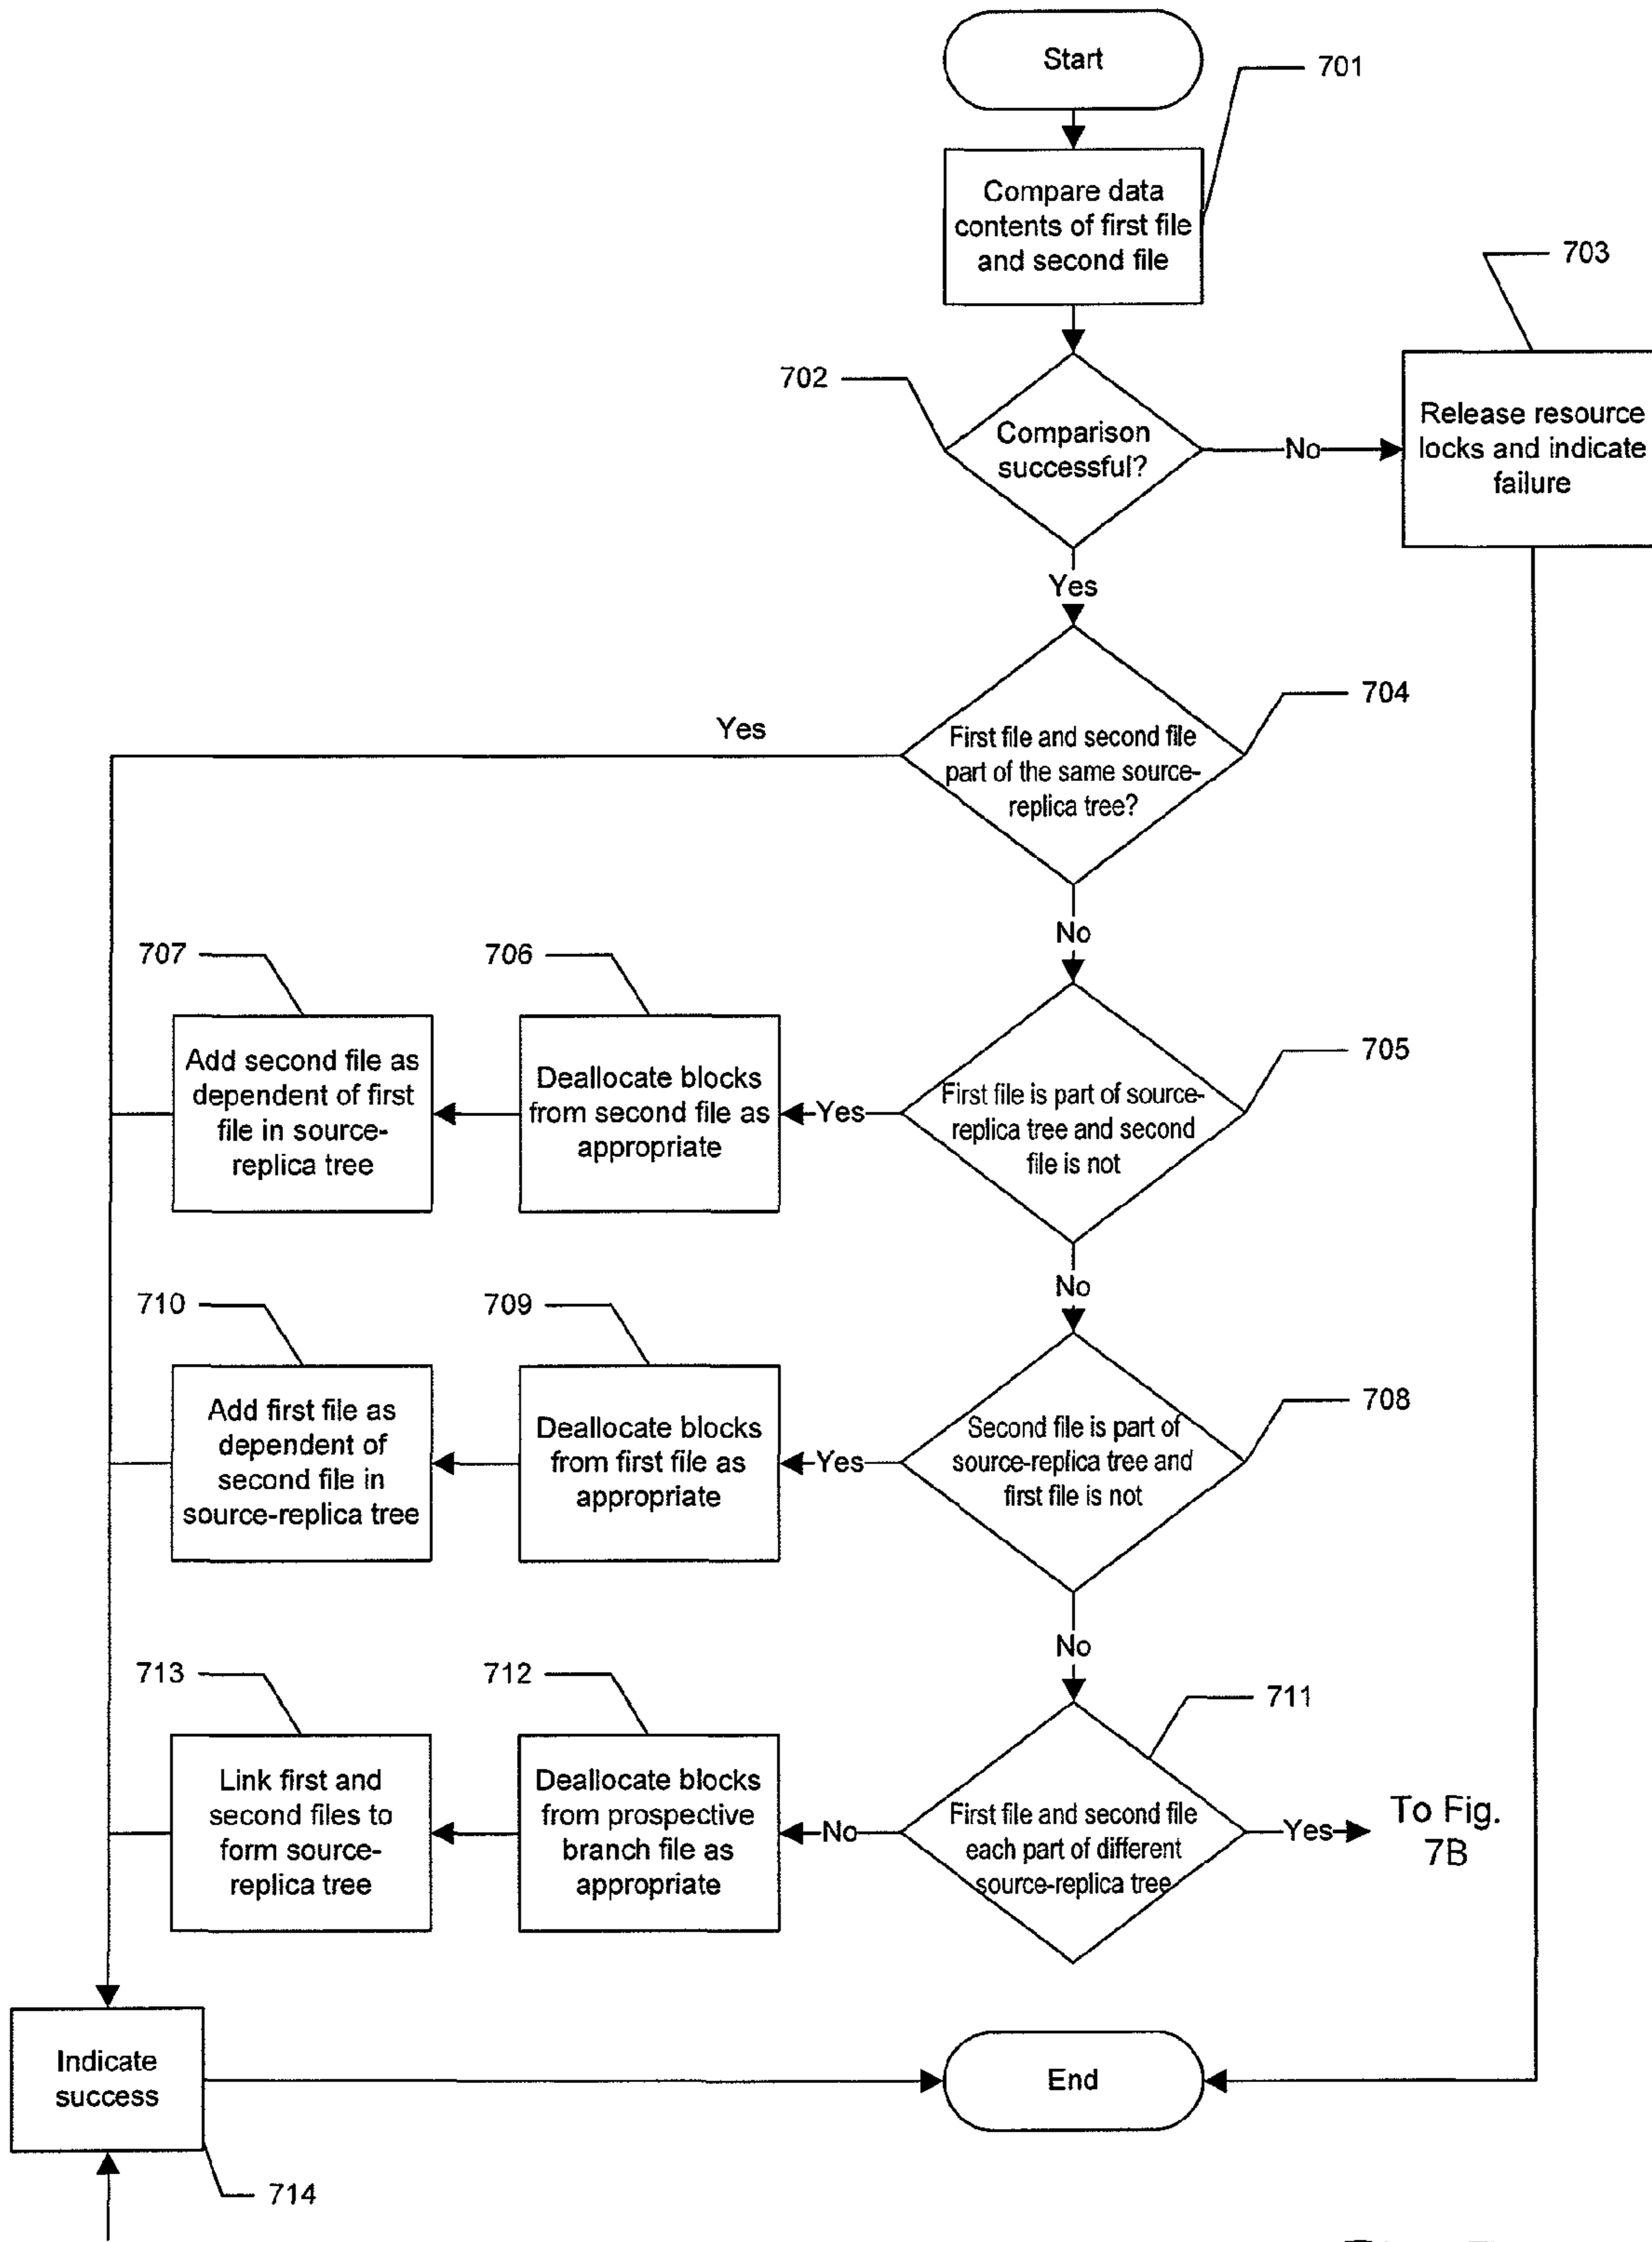 Start
701
Compare data
contents of first file
and second file
703
702
Comparison
successful?
No
Release resource
locks and indicate
failure
Yes
704
Yes
First file and second file
part of the same source-
replica tree?
No
707
706
705
Add second file as
dependent of first
file in source-
replica tree
Deallocate blocks
from second file as
appropriate
Yes
First file is part of source-
replica tree and second
file is not
No
710
709
708
Add first file as
dependent of
second file in
source-replica tree
Deallocate blocks
from first file as
appropriate
Yes
Second file is part of
source-replica tree and
first file is not
No
713
712
711
Link first and
second files to
form source-
replica tree
Deallocate blocks
from prospective
branch file as
appropriate
No
First file and second file
each part of different
source-replica tree
Yes
To Fig.
7B
Indicate
success
End
714